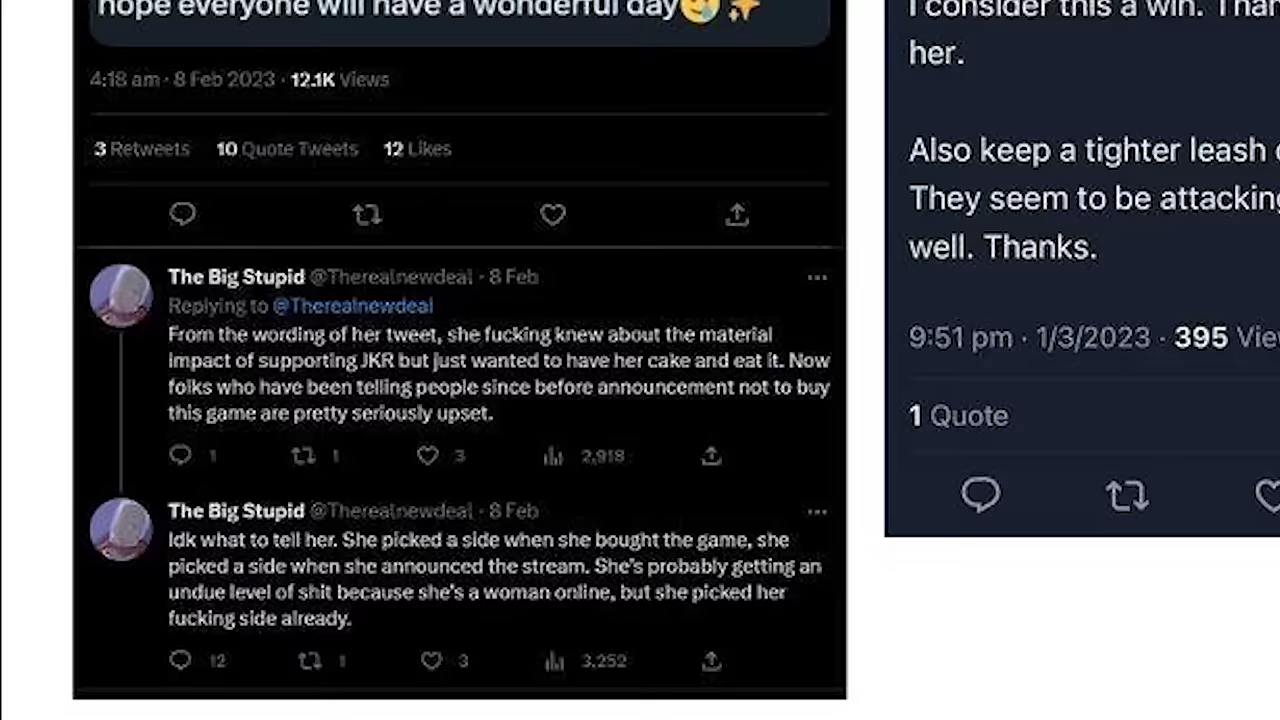 hope everyone will have a wonderful day🥲✨
4:18 am · 8 Feb 2023 · 12.1K Views
3 Retweets 10 Quote Tweets 12 Likes
The Big Stupid @Therealnewdeal · 8 Feb
Replying to @Therealnewdeal
From the wording of her tweet, she fucking knew about the material
impact of supporting JKR but just wanted to have her cake and eat it. Now
folks who have been telling people since before announcement not to buy
this game are pretty seriously upset.
1 1 3 2,918
The Big Stupid @Therealnewdeal · 8 Feb
Idk what to tell her. She picked a side when she bought the game, she
picked a side when she announced the stream. She's probably getting an
undue level of shit because she's a woman online, but she picked her
fucking side already.
12 1 3 3,252
I consider this a win.
her.
Also keep a tighter leash
They seem to be attacking
well. Thanks.
9:51 pm · 1/3/2023 · 395
1 Quote